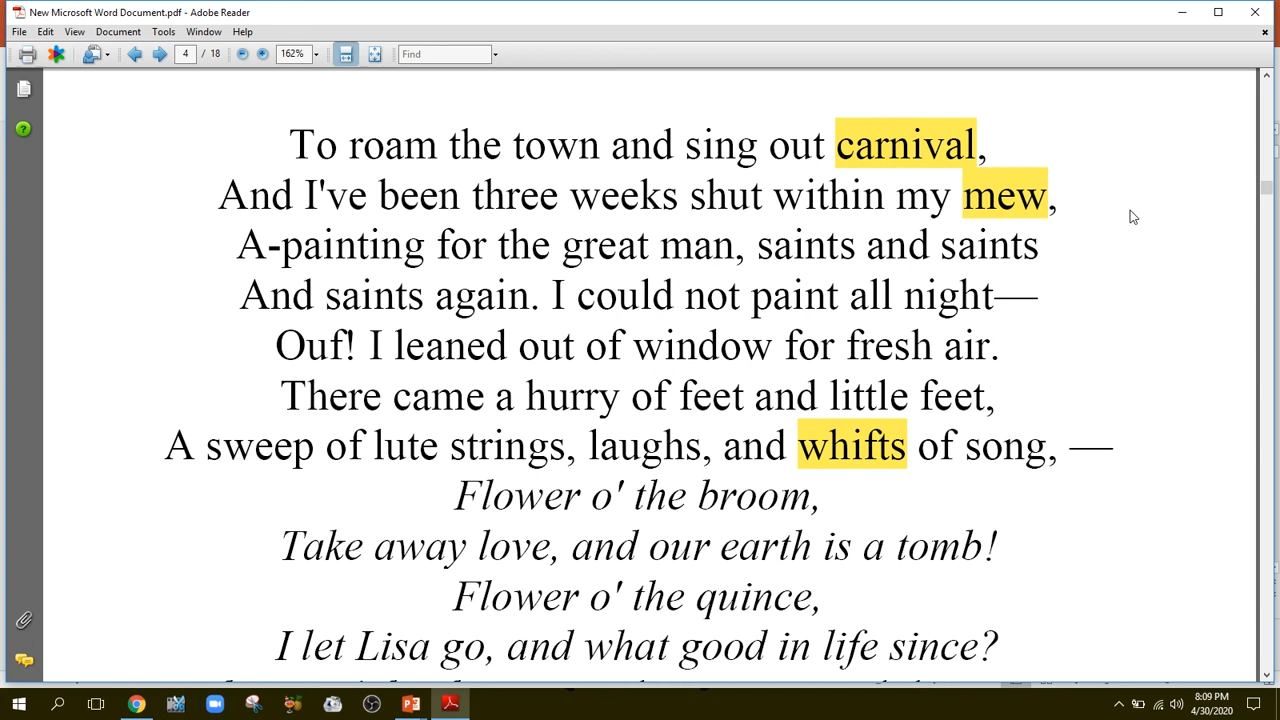 New Microsoft Word Document.pdf - Adobe Reader
File Edit View Document Tools Window Help
4 / 18 162% Find
To roam the town and sing out carnival,
And I've been three weeks shut within my mew,
A-painting for the great man, saints and saints
And saints again. I could not paint all night—
Ouf! I leaned out of window for fresh air.
There came a hurry of feet and little feet,
A sweep of lute strings, laughs, and whifts of song, —
Flower o' the broom,
Take away love, and our earth is a tomb!
Flower o' the quince,
I let Lisa go, and what good in life since?
8:09 PM
4/30/2020